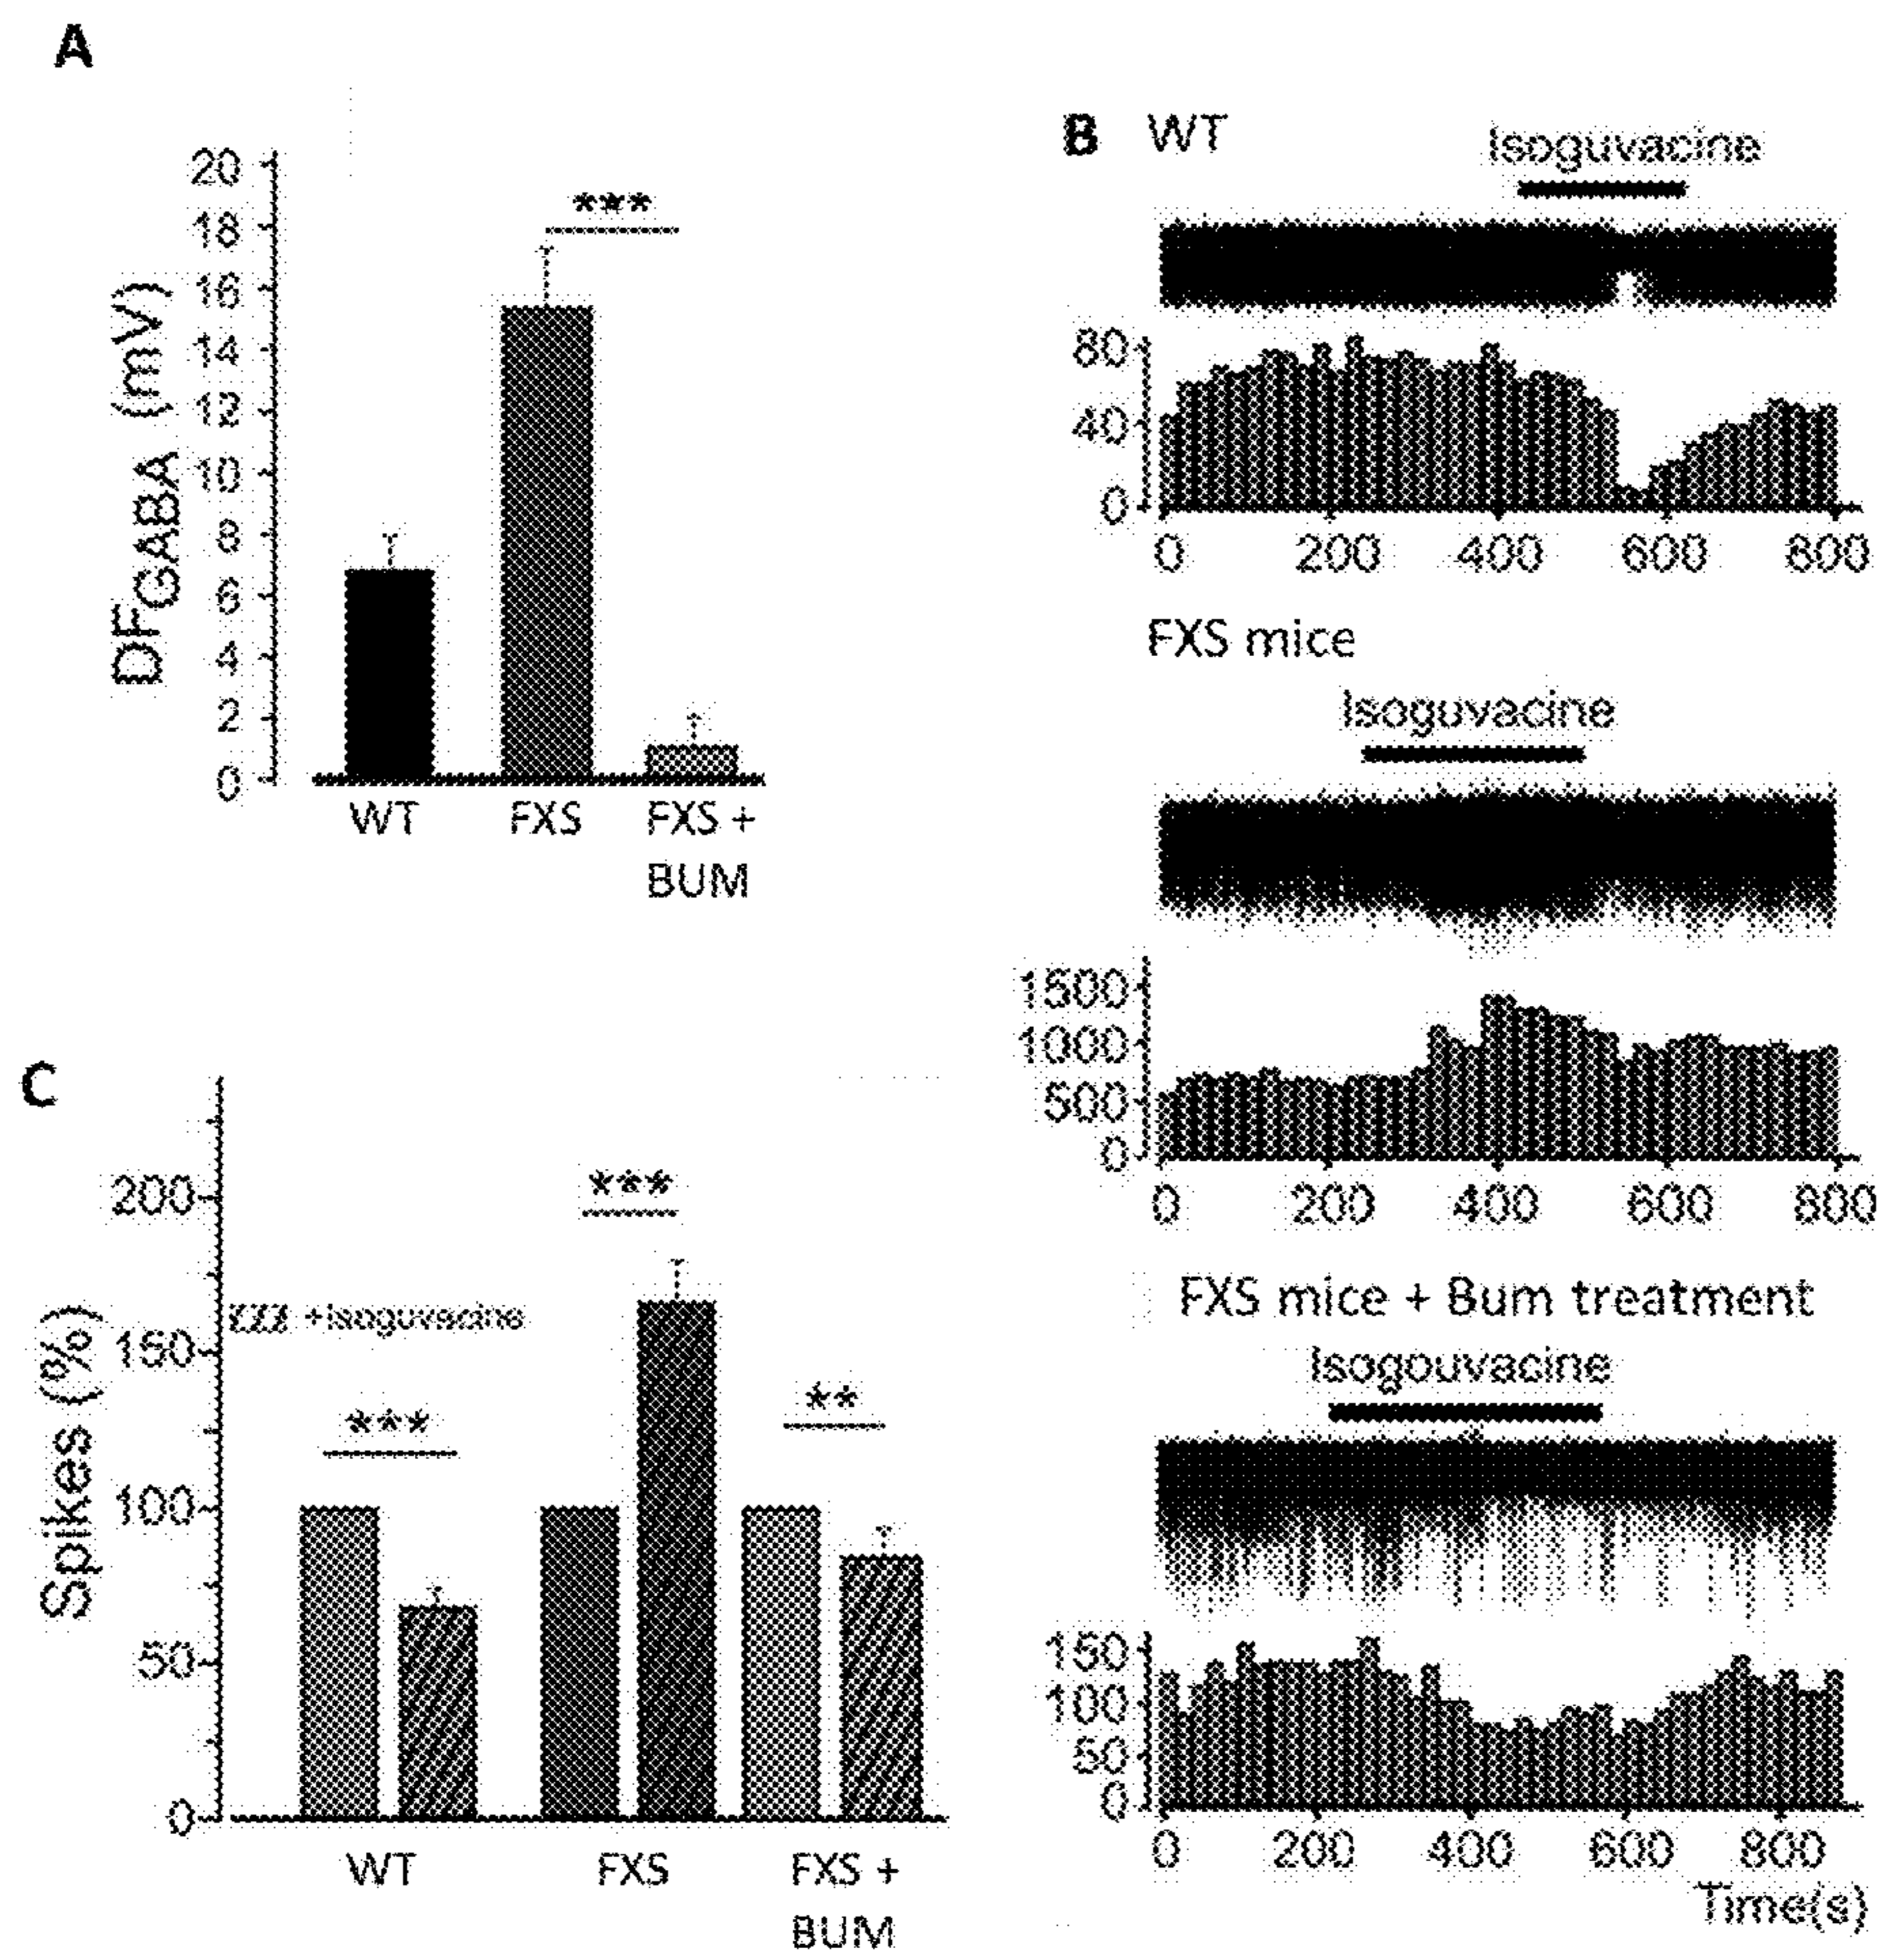 A
20
18
16
14
12
10
8
6
4
2
0
DFGABA (mV)
***
WT
FXS
FXS +
BUM
B WT
Isoguvacine
80
40
0
0 200 400 600 800
FXS mice
Isoguvacine
1500
1000
500
0
0 200 400 600 800
FXS mice + Bum treatment
Isogouvacine
150
100
50
0
0 200 400 600 800
Time(s)
C
200
150
100
50
0
Spikes (%)
+Isoguvacine
***
***
**
WT
FXS
FXS +
BUM